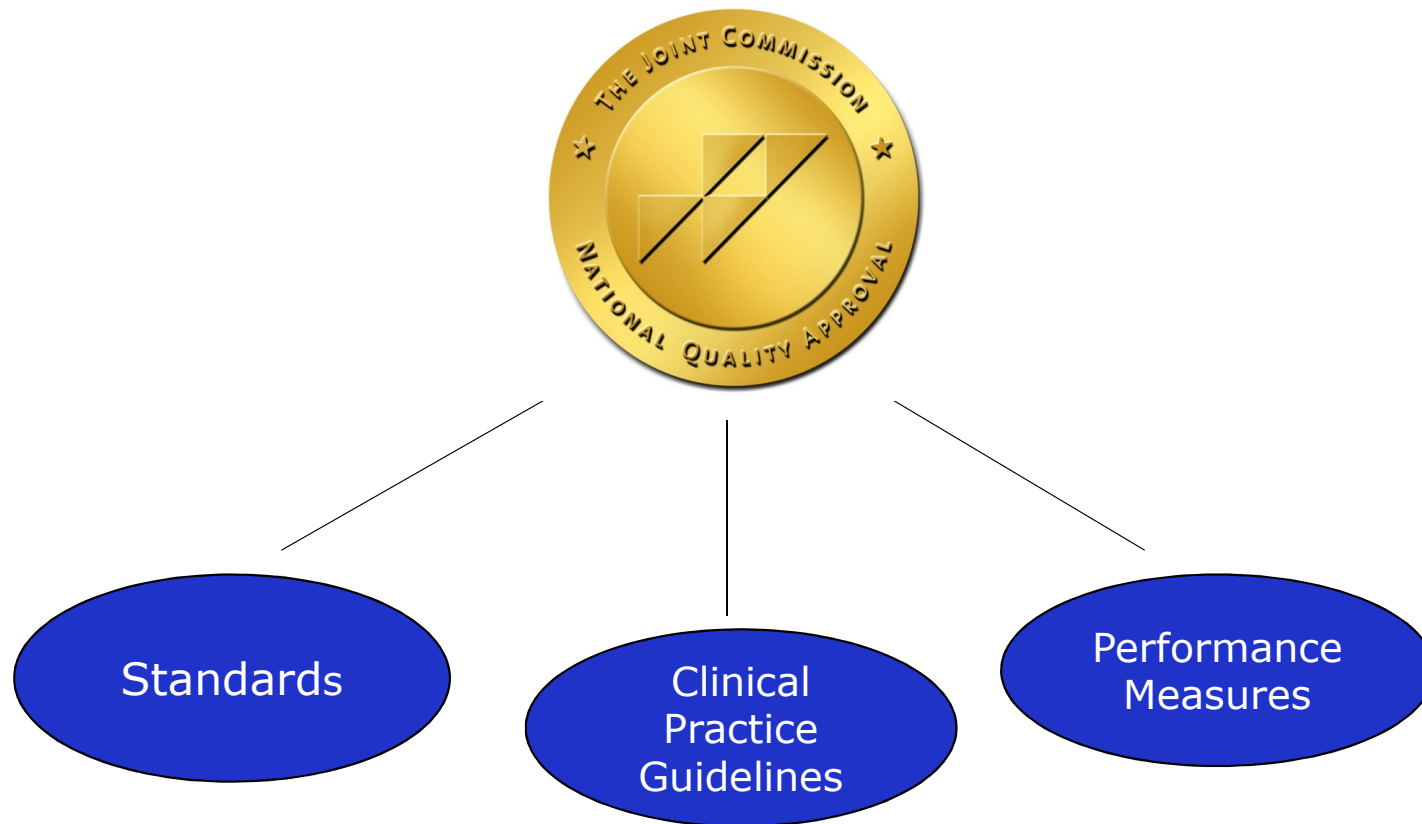 THE JOINT COMMISSION
NATIONAL QUALITY APPROVAL
Standards
Clinical
Practice
Guidelines
Performance
Measures